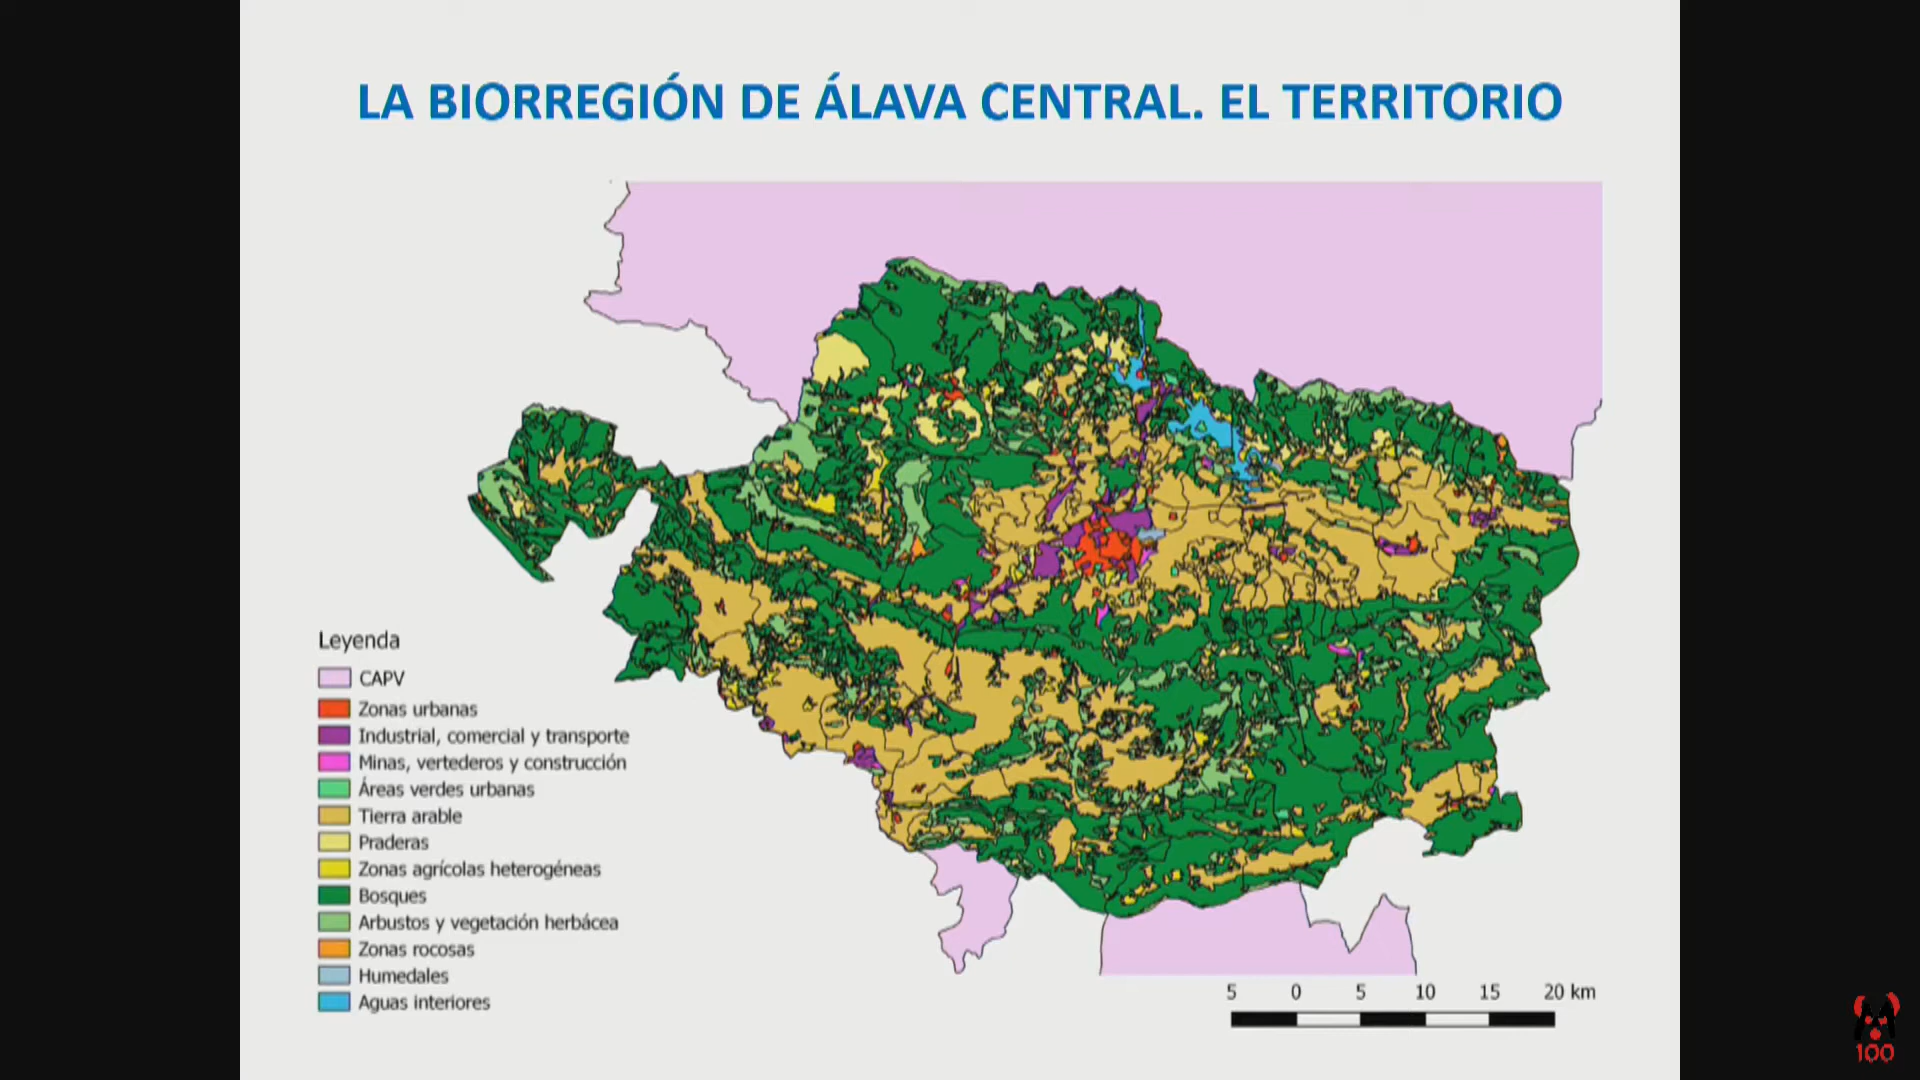 LA BIORREGIÓN DE ÁLAVA CENTRAL. EL TERRITORIO
Leyenda
CAPV
Zonas urbanas
Industrial, comercial y transporte
Minas, vertederos y construcción
Áreas verdes urbanas
Tierra arable
Praderas
Zonas agrícolas heterogéneas
Bosques
Arbustos y vegetación herbácea
Zonas rocosas
Humedales
Aguas interiores
5 0 5 10 15 20 km
100